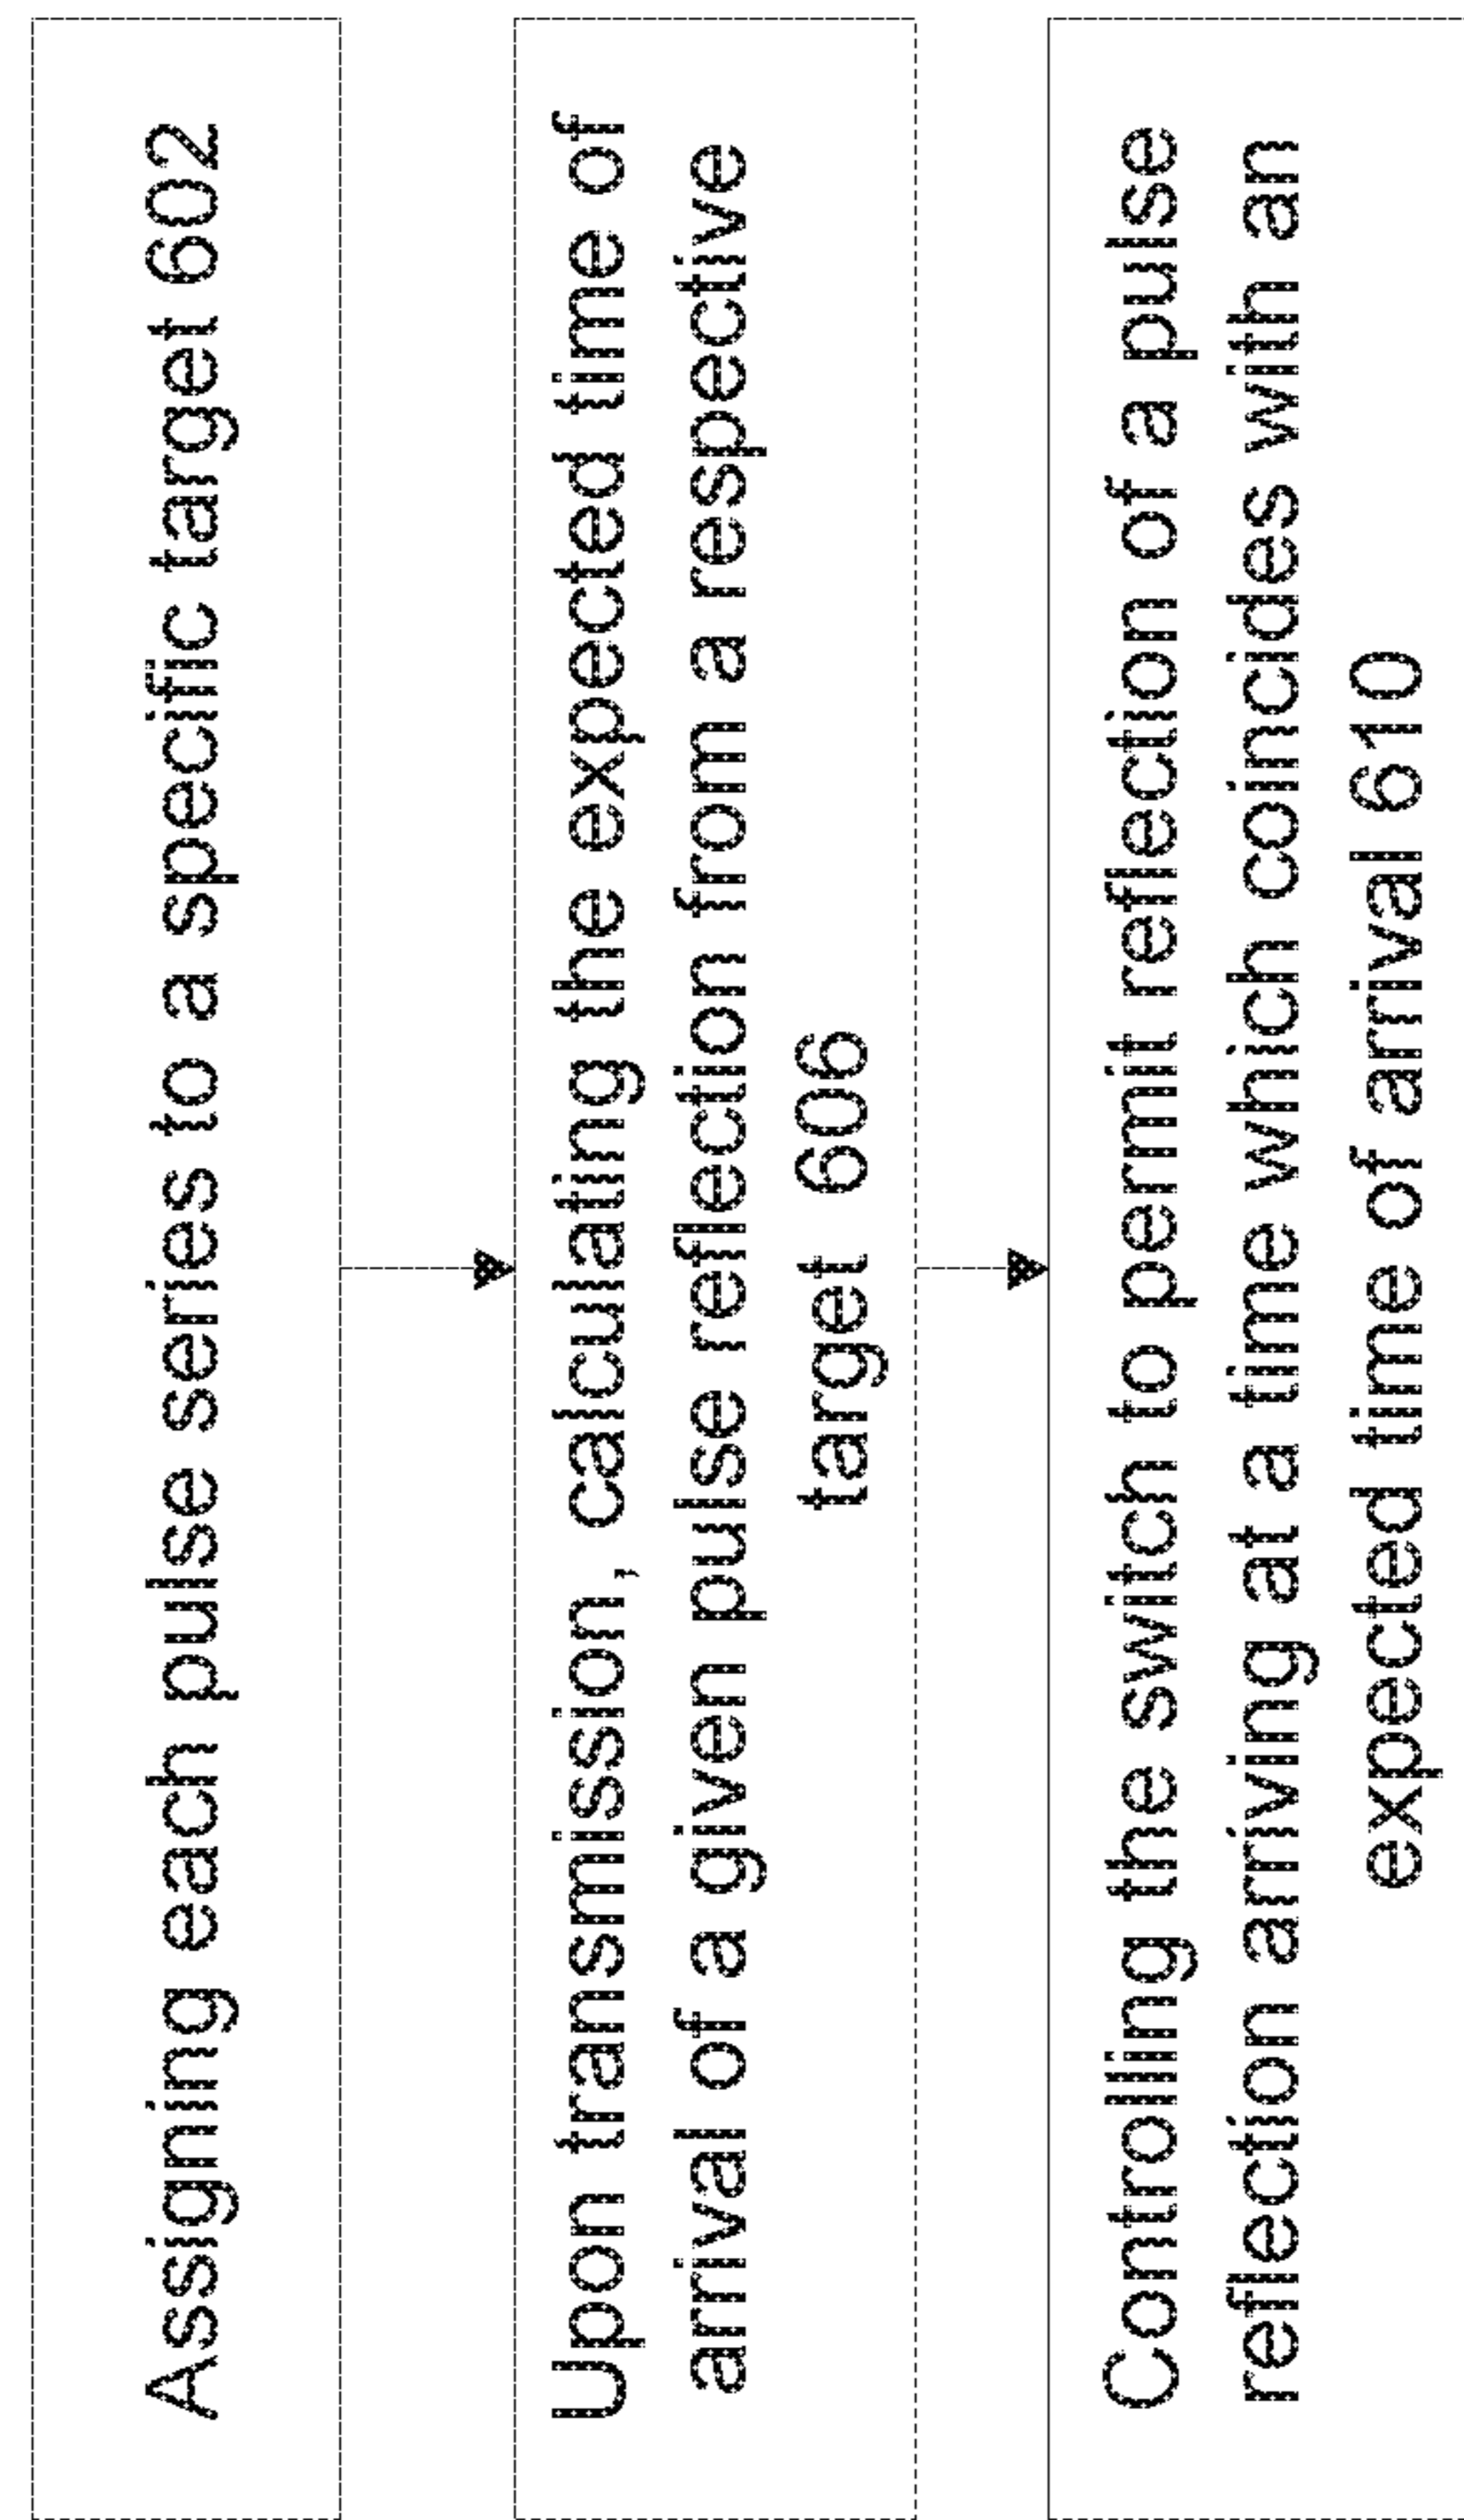 Assigning each pulse series to a specific target 602
Upon transmission, calculating the expected time of
arrival of a given pulse reflection from a respective
target 606
Controlling the switch to permit reflection of a pulse
reflection arriving at a time which coincides with an
expected time of arrival 610